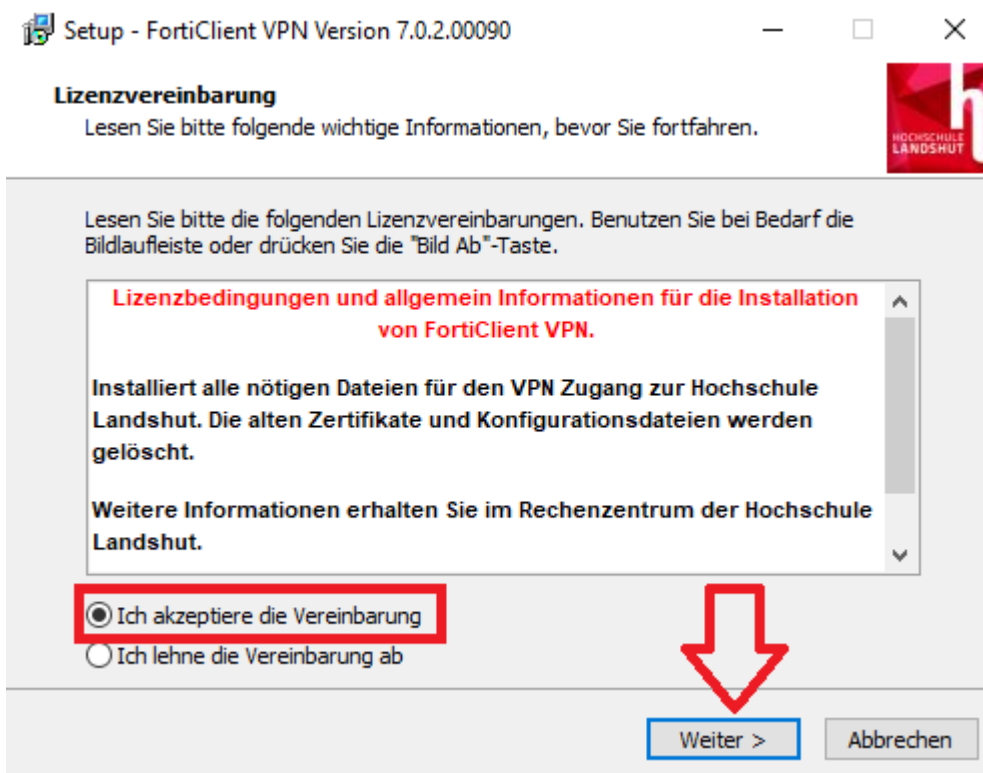 Setup - FortiClient VPN Version 7.0.2.00090
Lizenzvereinbarung
Lesen Sie bitte folgende wichtige Informationen, bevor Sie fortfahren.
HOCHSCHULE
LANDSHUT
Lesen Sie bitte die folgenden Lizenzvereinbarungen. Benutzen Sie bei Bedarf die
Bildlaufleiste oder drücken Sie die "Bild Ab"-Taste.
Lizenzbedingungen und allgemein Informationen für die Installation
von FortiClient VPN.
Installiert alle nötigen Dateien für den VPN Zugang zur Hochschule
Landshut. Die alten Zertifikate und Konfigurationsdateien werden
gelöscht.
Weitere Informationen erhalten Sie im Rechenzentrum der Hochschule
Landshut.
Ich akzeptiere die Vereinbarung
Ich lehne die Vereinbarung ab
Weiter >
Abbrechen